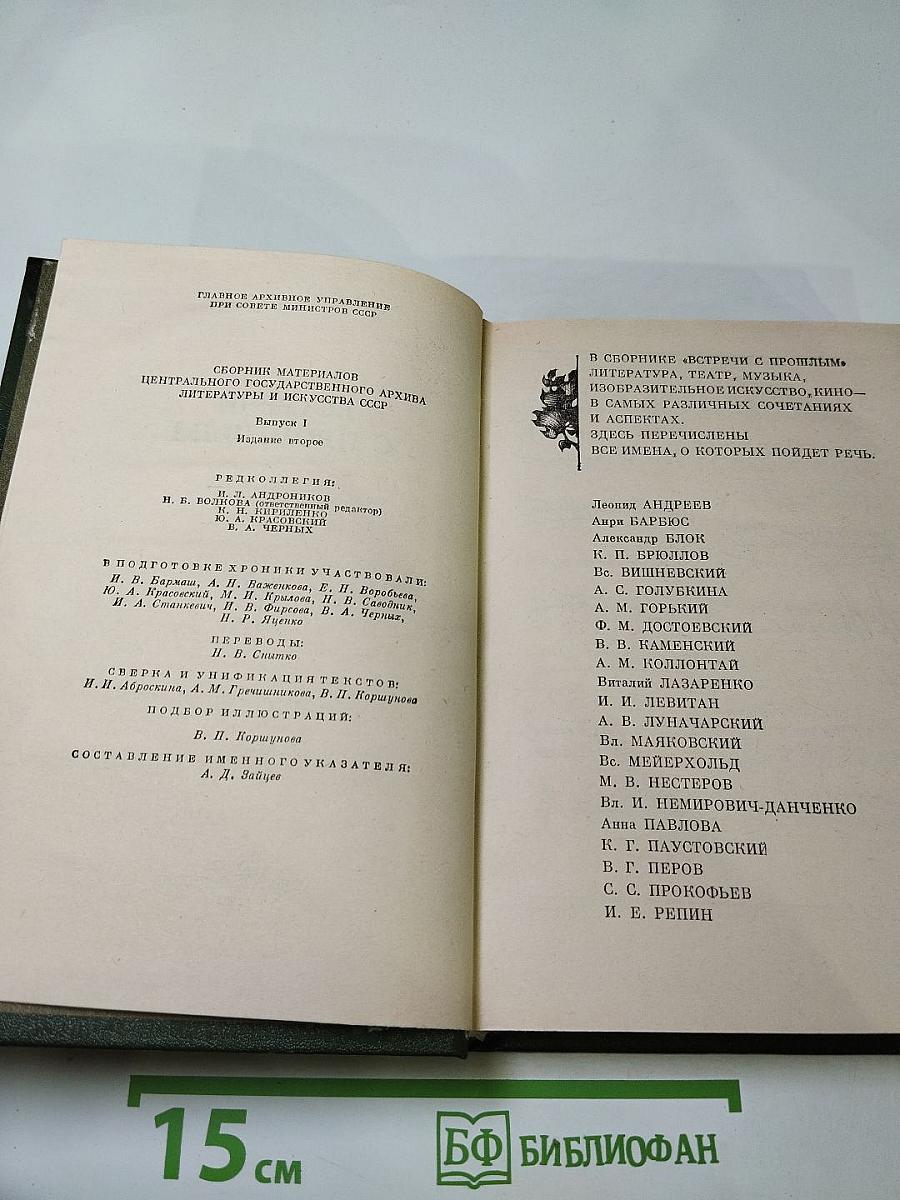 ГЛАВНОЕ АРХИВНОЕ УПРАВЛЕНИЕ
ПРИ СОВЕТЕ МИНИСТРОВ СССР
СБОРНИК МАТЕРИАЛОВ
ЦЕНТРАЛЬНОГО ГОСУДАРСТВЕННОГО АРХИВА
ЛИТЕРАТУРЫ И ИСКУССТВА СССР
Выпуск I
Издание второе
РЕДКОЛЛЕГИЯ:
И. Л. АНДРОНИКОВ
Н. Б. ВОЛКОВА (ответственный редактор)
К. Н. КИРИЛЕНКО
Ю. А. КРАСОВСКИЙ
В. А. ЧЕРНЫХ
В ПОДГОТОВКЕ ХРОНИКИ УЧАСТВОВАЛИ:
И. В. Бармаш, А. Н. Важенкова, Е. Н. Воробьева,
Ю. А. Красовский, М. И. Крылова, Н. В. Саводник,
И. А. Станкевич, И. В. Фирсова, В. А. Черных,
Н. Р. Яценко
ПЕРЕВОДЫ:
Н. В. Снытко
СВЕРКА И УНИФИКАЦИЯ ТЕКСТОВ:
И. И. Аброскина, А. М. Гречишникова, В. П. Коршунова
ПОДБОР ИЛЛЮСТРАЦИЙ:
В. П. Коршунова
СОСТАВЛЕНИЕ ИМЕННОГО УКАЗАТЕЛЯ:
А. Д. Зайцев
В СБОРНИКЕ «ВСТРЕЧИ С ПРОШЛЫМ»
ЛИТЕРАТУРА, ТЕАТР, МУЗЫКА,
ИЗОБРАЗИТЕЛЬНОЕ ИСКУССТВО, КИНО—
В САМЫХ РАЗЛИЧНЫХ СОЧЕТАНИЯХ
И АСПЕКТАХ.
ЗДЕСЬ ПЕРЕЧИСЛЕНЫ
ВСЕ ИМЕНА, О КОТОРЫХ ПОЙДЕТ РЕЧЬ.
Леонид АНДРЕЕВ
Анри БАРБЮС
Александр БЛОК
К. П. БРЮЛЛОВ
Вс. ВИШНЕВСКИЙ
А. С. ГОЛУБКИНА
А. М. ГОРЬКИЙ
Ф. М. ДОСТОЕВСКИЙ
В. В. КАМЕНСКИЙ
А. М. КОЛЛОНТАЙ
Виталий ЛАЗАРЕНКО
И. И. ЛЕВИТАН
А. В. ЛУНАЧАРСКИЙ
Вл. МАЯКОВСКИЙ
Вс. МЕЙЕРХОЛЬД
М. В. НЕСТЕРОВ
Вл. И. НЕМИРОВИЧ-ДАНЧЕНКО
Анна ПАВЛОВА
К. Г. ПАУСТОВСКИЙ
В. Г. ПЕРОВ
С. С. ПРОКОФЬЕВ
И. Е. РЕПИН
15 см
БФ БИБЛИОФАН